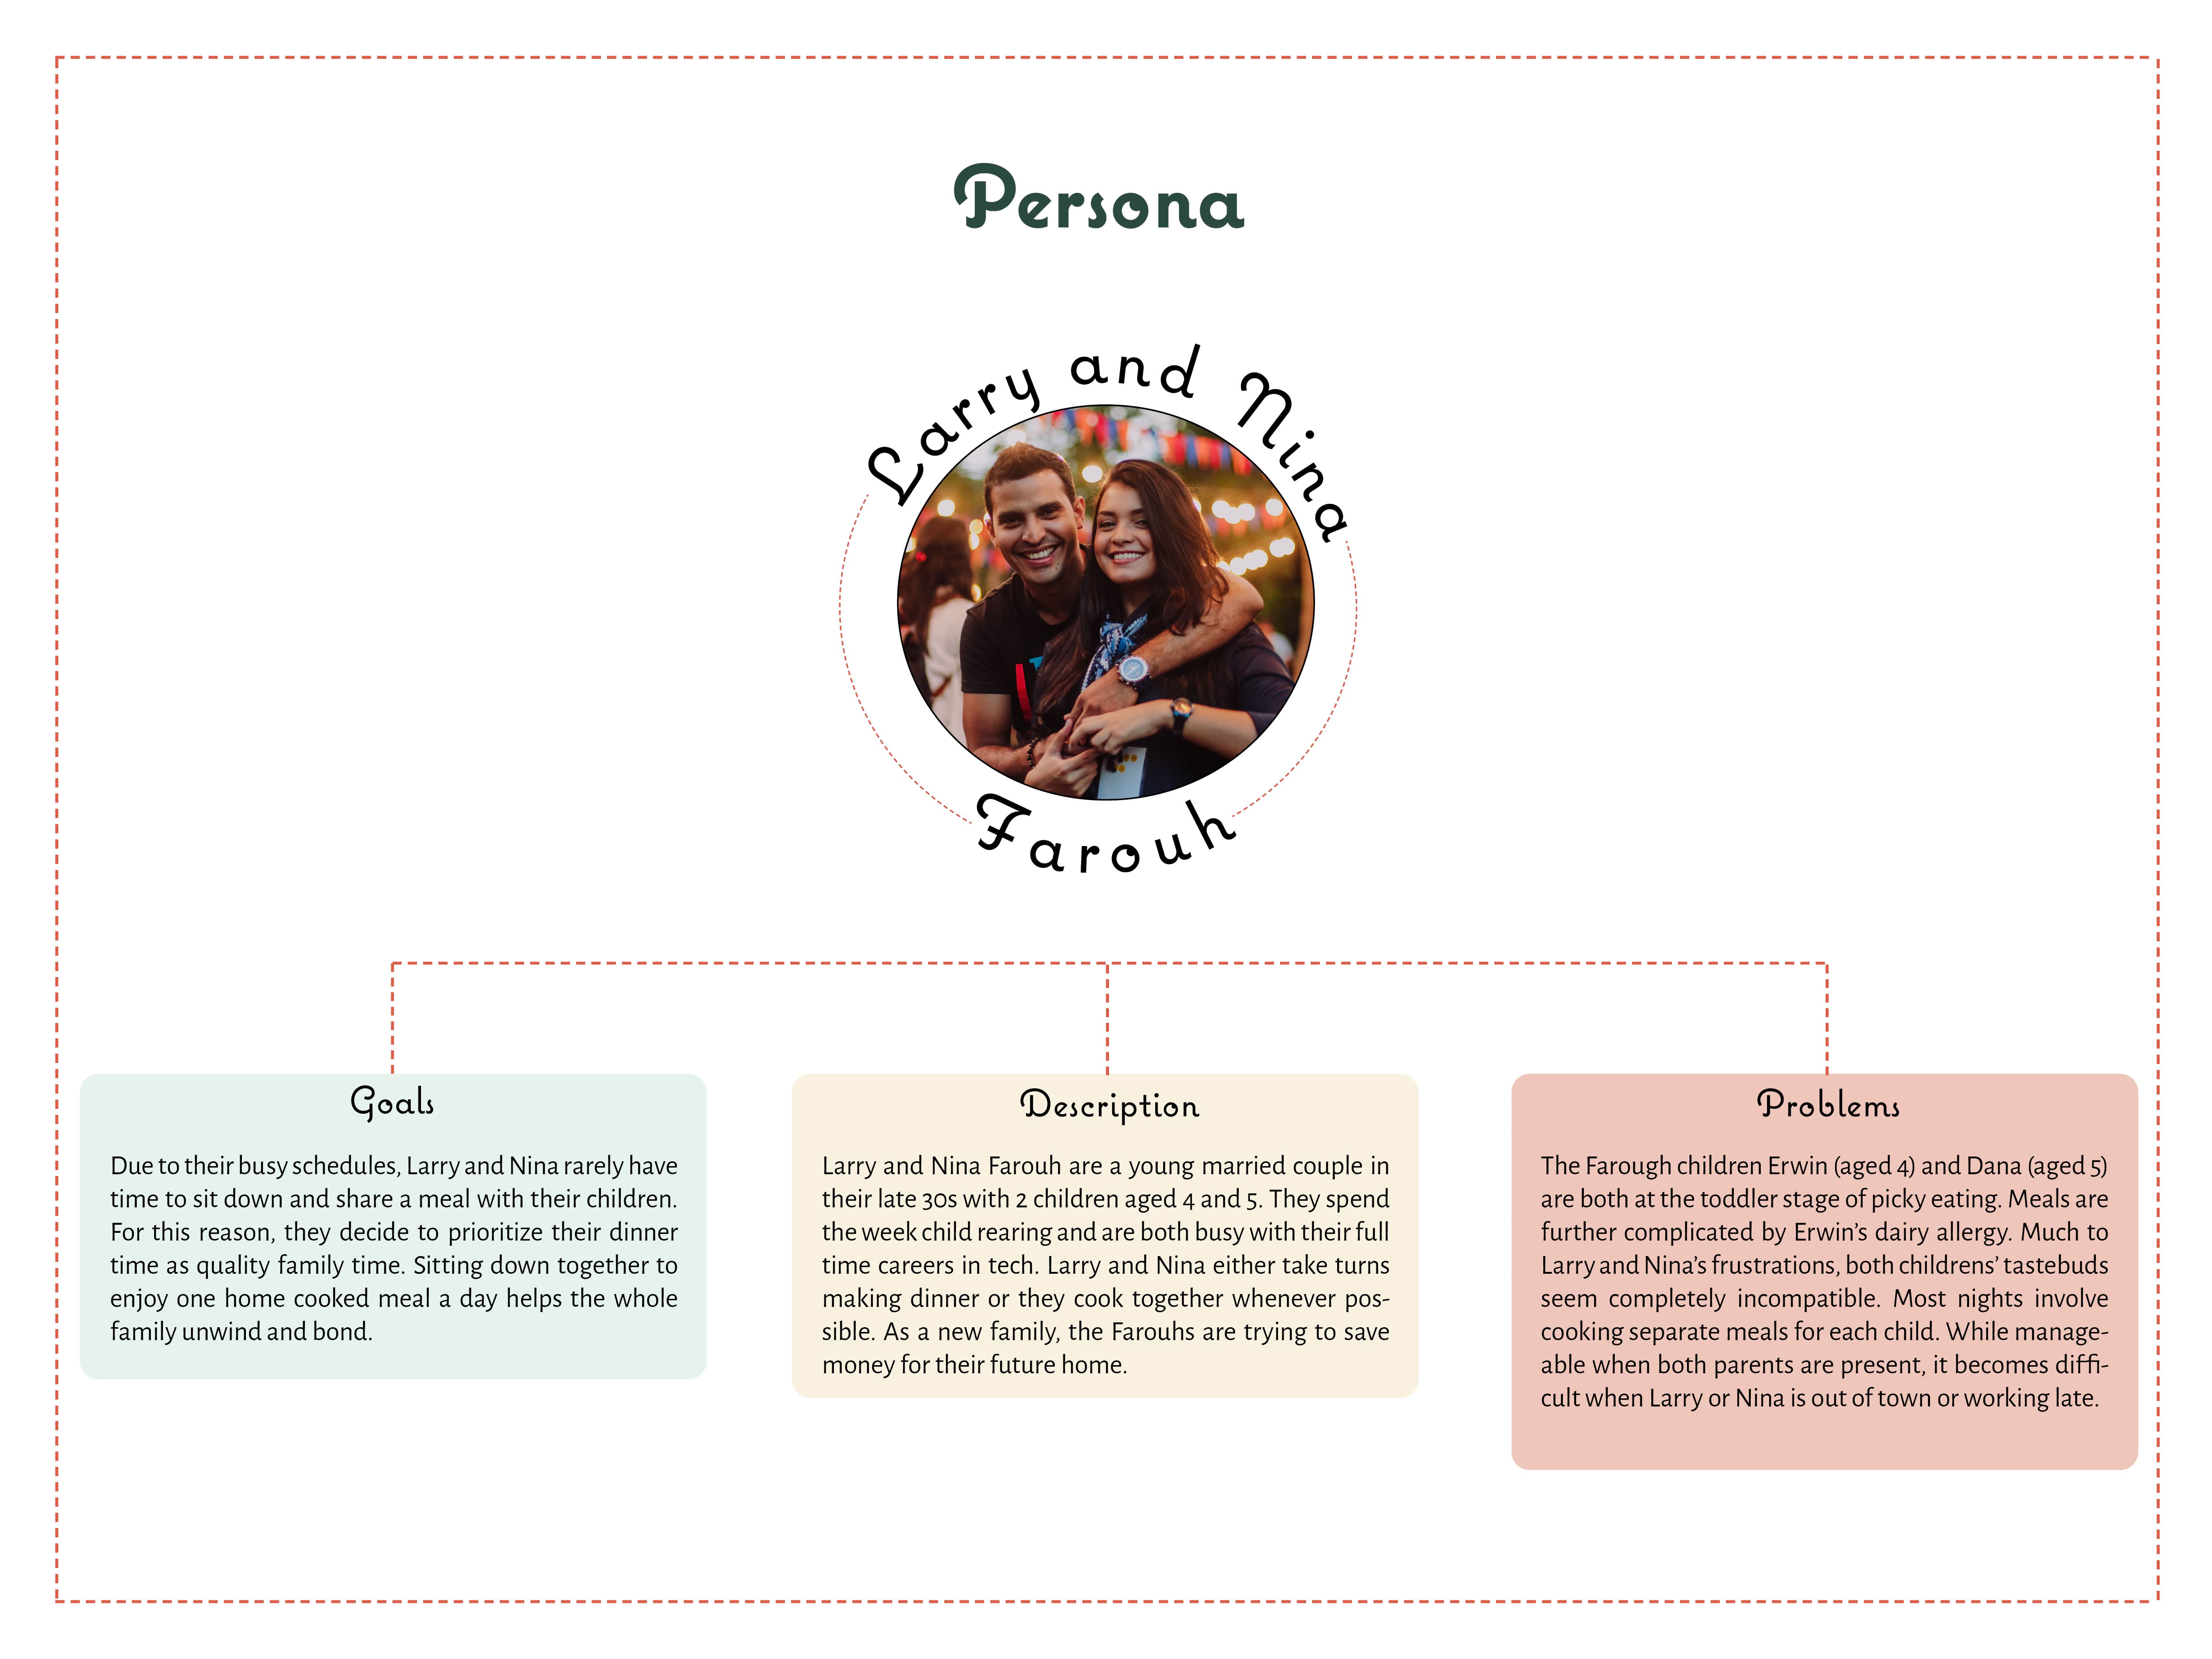 Persona
Larry and Nina
Farouh
Goals
Due to their busy schedules, Larry and Nina rarely have
time to sit down and share a meal with their children.
For this reason, they decide to prioritize their dinner
time as quality family time. Sitting down together to
enjoy one home cooked meal a day helps the whole
family unwind and bond.
Description
Larry and Nina Farouh are a young married couple in
their late 30s with 2 children aged 4 and 5. They spend
the week child rearing and are both busy with their full
time careers in tech. Larry and Nina either take turns
making dinner or they cook together whenever pos-
sible. As a new family, the Farouhs are trying to save
money for their future home.
Problems
The Farough children Erwin (aged 4) and Dana (aged 5)
are both at the toddler stage of picky eating. Meals are
further complicated by Erwin’s dairy allergy. Much to
Larry and Nina’s frustrations, both childrens’ tastebuds
seem completely incompatible. Most nights involve
cooking separate meals for each child. While manage-
able when both parents are present, it becomes diffi-
cult when Larry or Nina is out of town or working late.